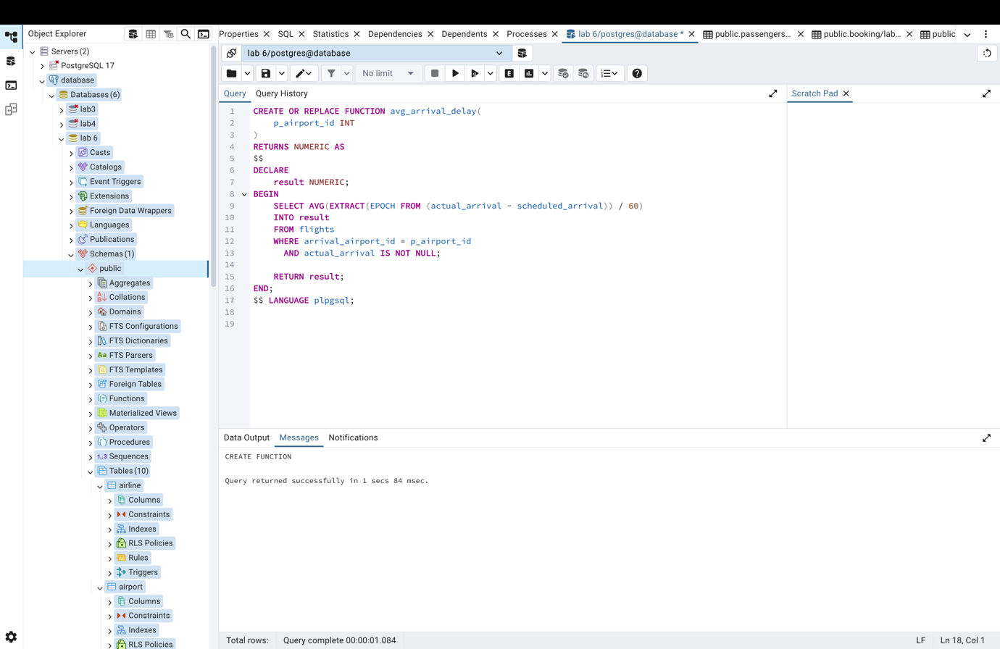 Object Explorer
Properties SQL Statistics Dependencies Dependents Processes lab 6/postgres@database * public.passengers... public.booking/lab... public
Servers (2)
PostgreSQL 17
database
Databases (6)
lab3
lab4
lab 6
Casts
Catalogs
Event Triggers
Extensions
Foreign Data Wrappers
Languages
Publications
Schemas (1)
public
Aggregates
Collations
Domains
FTS Configurations
FTS Dictionaries
Aa FTS Parsers
FTS Templates
Foreign Tables
Functions
Materialized Views
Operators
Procedures
1..3 Sequences
Tables (10)
airline
Columns
Constraints
Indexes
RLS Policies
Rules
Triggers
airport
Columns
Constraints
Indexes
RLS Policies
lab 6/postgres@database
No limit
E
Query Query History
Scratch Pad
1 CREATE OR REPLACE FUNCTION avg_arrival_delay(
2     p_airport_id INT
3 )
4 RETURNS NUMERIC AS
5 $$
6 DECLARE
7     result NUMERIC;
8 BEGIN
9     SELECT AVG(EXTRACT(EPOCH FROM (actual_arrival - scheduled_arrival)) / 60)
10     INTO result
11     FROM flights
12     WHERE arrival_airport_id = p_airport_id
13       AND actual_arrival IS NOT NULL;
14
15     RETURN result;
16 END;
17 $$ LANGUAGE plpgsql;
18
19
Data Output Messages Notifications
CREATE FUNCTION
Query returned successfully in 1 secs 84 msec.
Total rows: Query complete 00:00:01.084 LF Ln 18, Col 1